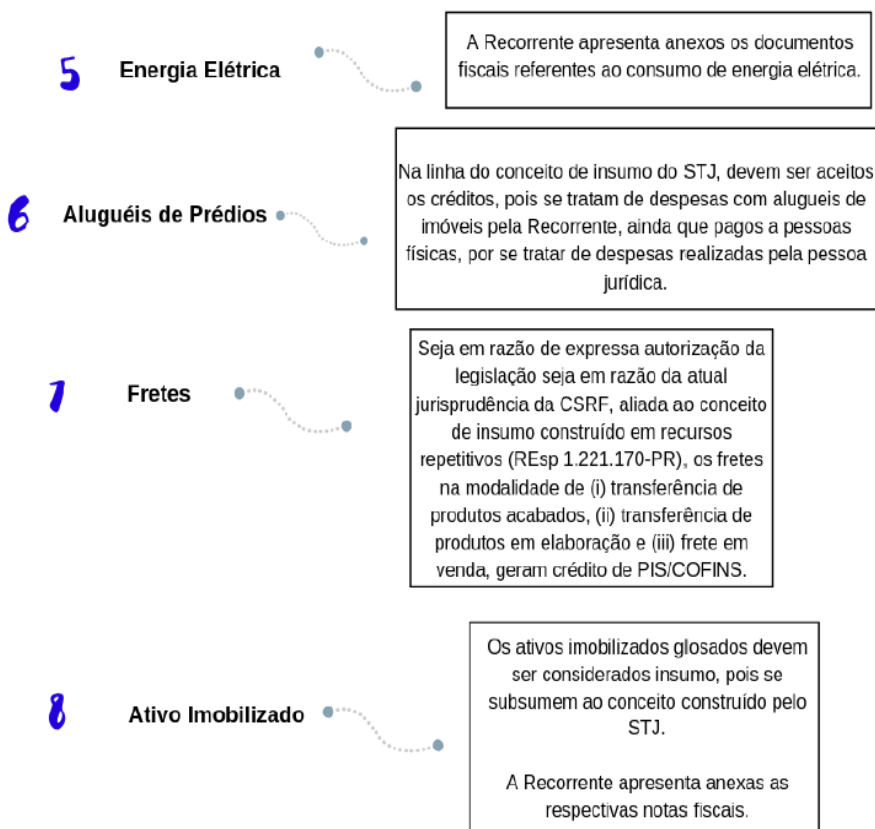 5 Energia Elétrica
A Recorrente apresenta anexos os documentos
fiscais referentes ao consumo de energia elétrica.
6 Aluguéis de Prédios
Na linha do conceito de insumo do STJ, devem ser aceitos
os créditos, pois se tratam de despesas com alugueis de
imóveis pela Recorrente, ainda que pagos a pessoas
físicas, por se tratar de despesas realizadas pela pessoa
jurídica.
7 Fretes
Seja em razão de expressa autorização da
legislação seja em razão da atual
jurisprudência da CSRF, aliada ao conceito
de insumo construído em recursos
repetitivos (REsp 1.221.170-PR), os fretes
na modalidade de (i) transferência de
produtos acabados, (ii) transferência de
produtos em elaboração e (iii) frete em
venda, geram crédito de PIS/COFINS.
8 Ativo Imobilizado
Os ativos imobilizados glosados devem
ser considerados insumo, pois se
subsumem ao conceito construído pelo
STJ.
A Recorrente apresenta anexas as
respectivas notas fiscais.